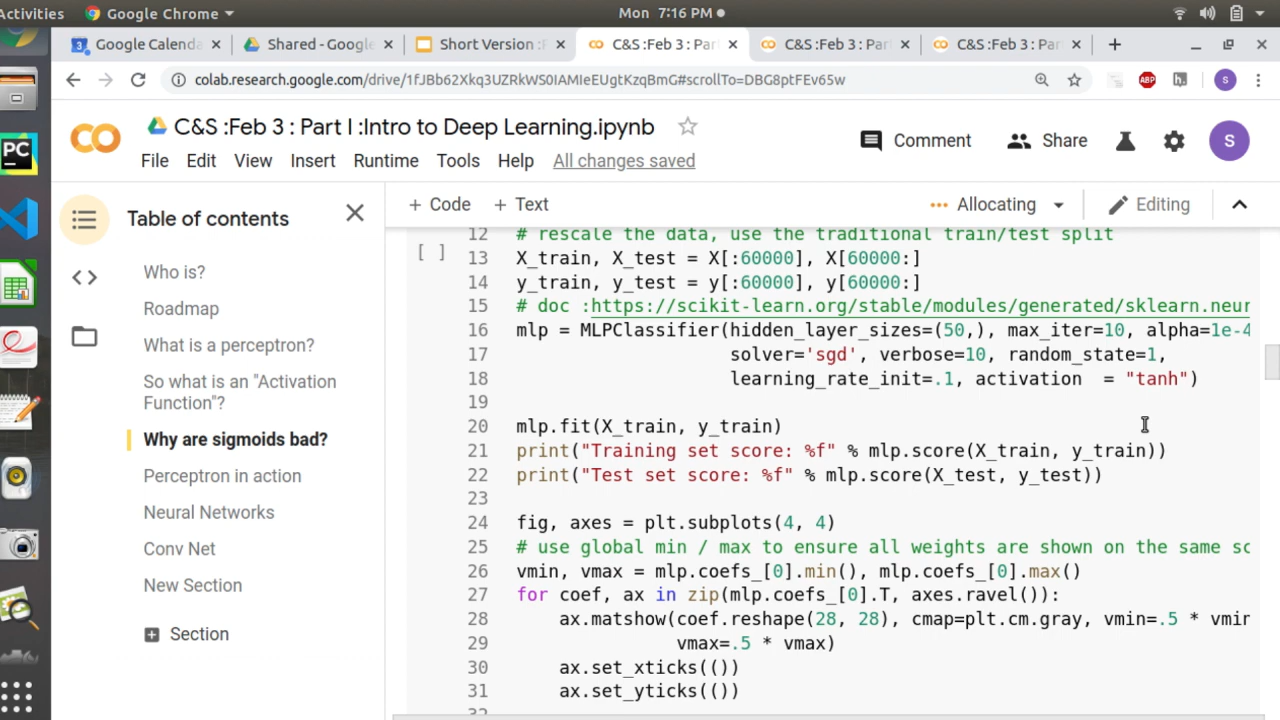 Activities
Google Chrome
Mon 7:16 PM
Google Calenda
Shared - Google
Short Version :
C&S :Feb 3 : Par
C&S :Feb 3 : Par
C&S :Feb 3 : Par
colab.research.google.com/drive/1fJBb62Xkq3UZRkWS0IAMIeEUgtKzqBmG#scrollTo=DBG8ptFEv65w
ABP
S
C&S :Feb 3 : Part I :Intro to Deep Learning.ipynb
File Edit View Insert Runtime Tools Help All changes saved
Comment
Share
S
PC
Table of contents
Who is?
Roadmap
What is a perceptron?
So what is an "Activation
Function"?
Why are sigmoids bad?
Perceptron in action
Neural Networks
Conv Net
New Section
Section
+ Code + Text
Allocating
Editing
[ ]
12 # rescale the data, use the traditional train/test split
13 X_train, X_test = X[:60000], X[60000:]
14 y_train, y_test = y[:60000], y[60000:]
15 # doc :https://scikit-learn.org/stable/modules/generated/sklearn.neur
16 mlp = MLPClassifier(hidden_layer_sizes=(50,), max_iter=10, alpha=1e-4
17 solver='sgd', verbose=10, random_state=1,
18 learning_rate_init=.1, activation = "tanh")
19
20 mlp.fit(X_train, y_train)
21 print("Training set score: %f" % mlp.score(X_train, y_train))
22 print("Test set score: %f" % mlp.score(X_test, y_test))
23
24 fig, axes = plt.subplots(4, 4)
25 # use global min / max to ensure all weights are shown on the same sc
26 vmin, vmax = mlp.coefs_[0].min(), mlp.coefs_[0].max()
27 for coef, ax in zip(mlp.coefs_[0].T, axes.ravel()):
28 ax.matshow(coef.reshape(28, 28), cmap=plt.cm.gray, vmin=.5 * vmin
29 vmax=.5 * vmax)
30 ax.set_xticks(())
31 ax.set_yticks(())
32